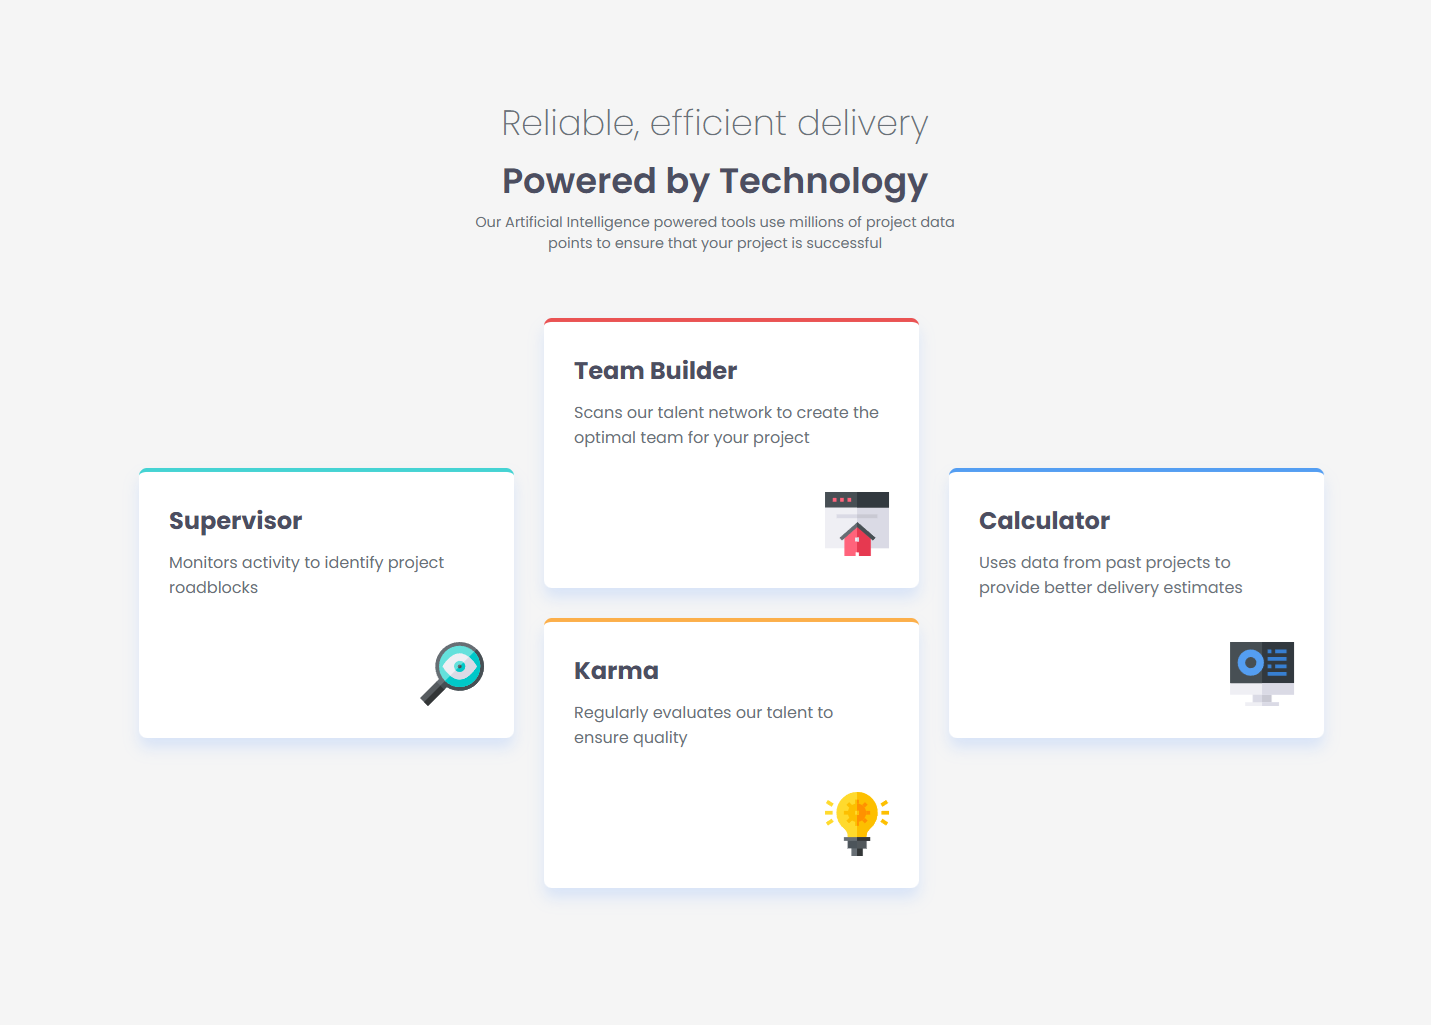 Reliable, efficient delivery
Powered by Technology
Our Artificial Intelligence powered tools use millions of project data
points to ensure that your project is successful
Team Builder
Scans our talent network to create the
optimal team for your project
Supervisor
Monitors activity to identify project
roadblocks
Calculator
Uses data from past projects to
provide better delivery estimates
Karma
Regularly evaluates our talent to
ensure quality